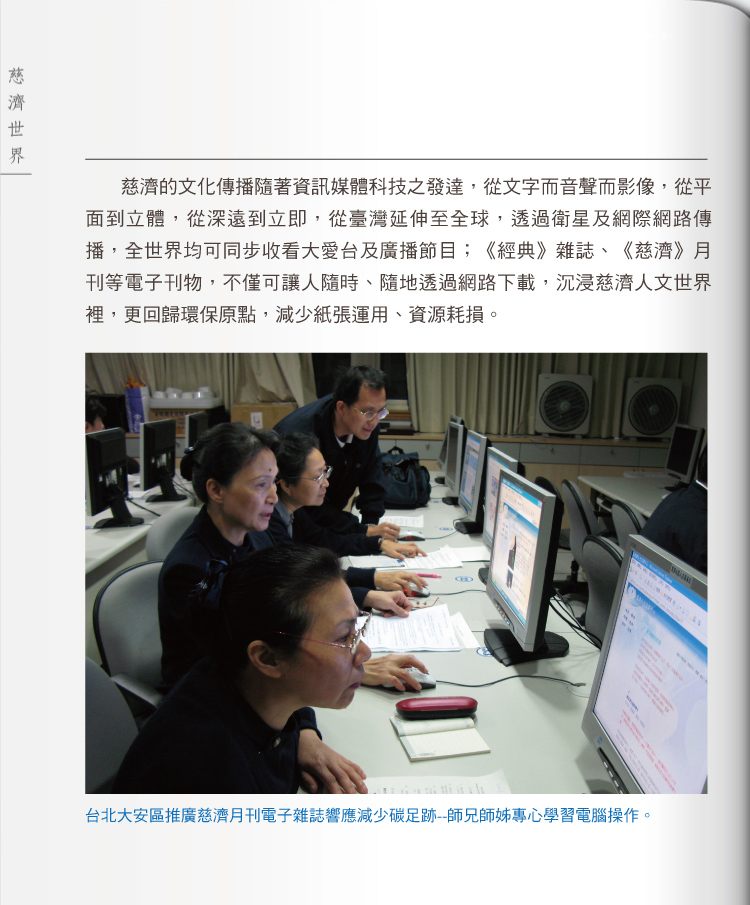 慈濟世界
慈濟的文化傳播隨著資訊媒體科技之發達，從文字而音聲而影像，從平
面到立體，從深遠到立即，從臺灣延伸至全球，透過衛星及網際網路傳
播，全世界均可同步收看大愛台及廣播節目；《經典》雜誌、《慈濟》月
刊等電子刊物，不僅可讓人隨時、隨地透過網路下載，沉浸慈濟人文世界
裡，更回歸環保原點，減少紙張運用、資源耗損。
台北大安區推廣慈濟月刊電子雜誌響應減少碳足跡--師兄師姊專心學習電腦操作。